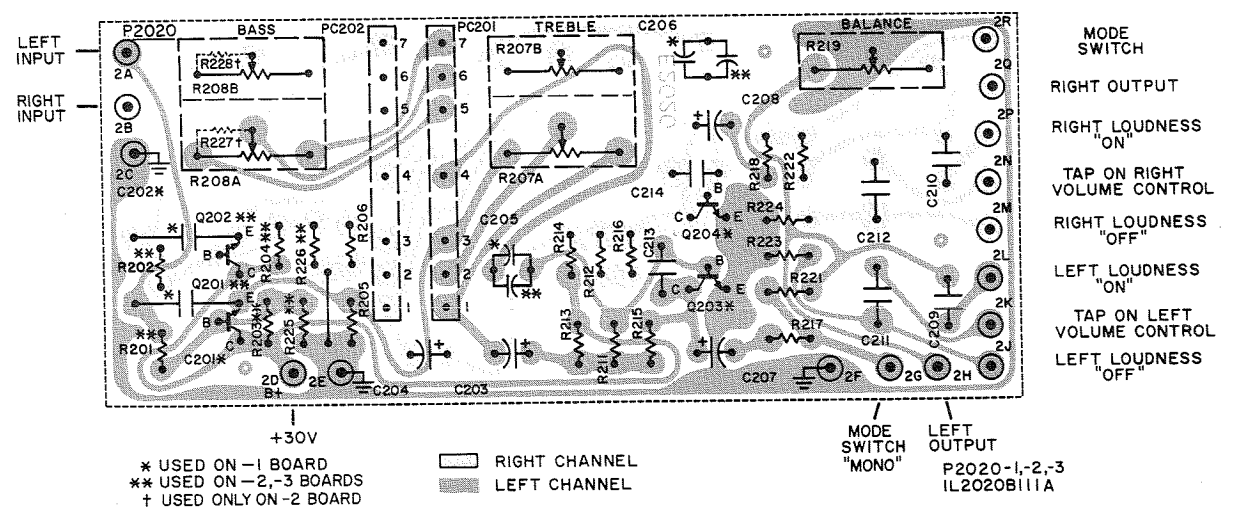 P2020
BASS
PC202
PC201
TREBLE
C206
BALANCE
2R
LEFT
INPUT
2A
R226†
R208B
7
7
R207B
*
**
R219
MODE
SWITCH
2Q
RIGHT OUTPUT
6
6
RIGHT
INPUT
2B
5
5
C208
2P
RIGHT LOUDNESS
"ON"
R227†
R208A
R207A
2C
C202*
4
4
C214
R218
R222
C210
2N
TAP ON RIGHT
VOLUME CONTROL
2M
RIGHT LOUDNESS
"OFF"
*
Q202 **
E
B
C
**
R202
R204**
R226**
R206
3
3
C205
*
**
R214
R212
R216
C213
B
C
E
Q204*
R224
R223
C212
2L
LEFT LOUDNESS
"ON"
*
Q201 **
E
B
C
2
2
B
C
E
Q203*
R221
2K
TAP ON LEFT
VOLUME CONTROL
**
R201
C201*
R203**
R225**
R205
1
1
R213
R211
R215
R217
C211
C209
2J
LEFT LOUDNESS
"OFF"
2D
B+
2E
C204
C203
C207
2F
2G
2H
+30V
MODE
SWITCH
"MONO"
LEFT
OUTPUT
* USED ON -1 BOARD
** USED ON -2,-3 BOARDS
† USED ONLY ON -2 BOARD
RIGHT CHANNEL
LEFT CHANNEL
P2020-1,-2,-3
1L2020B111A